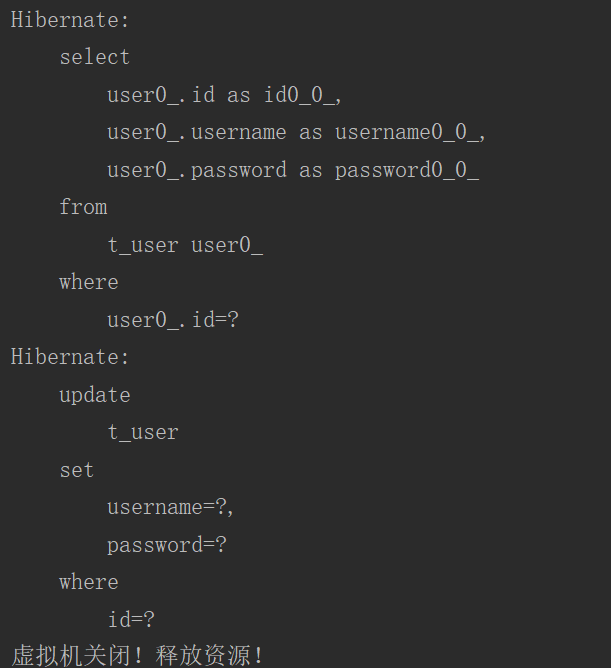 Hibernate:
    select
        user0_.id as id0_0_,
        user0_.username as username0_0_,
        user0_.password as password0_0_
    from
        t_user user0_
    where
        user0_.id=?
Hibernate:
    update
        t_user
    set
        username=?,
        password=?
    where
        id=?
虚拟机关闭！释放资源！